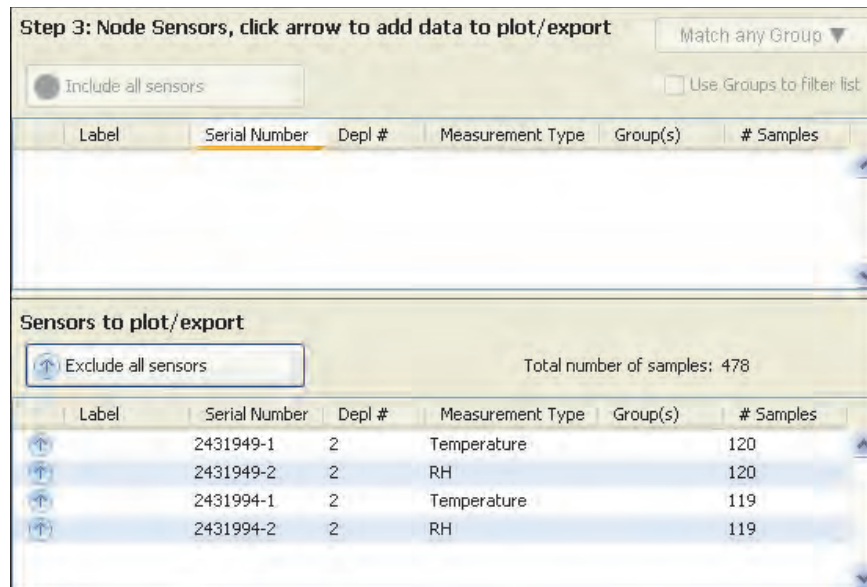 Step 3: Node Sensors, click arrow to add data to plot/export Match any Group ▼
Include all sensors Use Groups to filter list
Label Serial Number Depl # Measurement Type Group(s) # Samples
Sensors to plot/export
Exclude all sensors Total number of samples: 478
Label Serial Number Depl # Measurement Type Group(s) # Samples
2431949-1 2 Temperature 120
2431949-2 2 RH 120
2431994-1 2 Temperature 119
2431994-2 2 RH 119